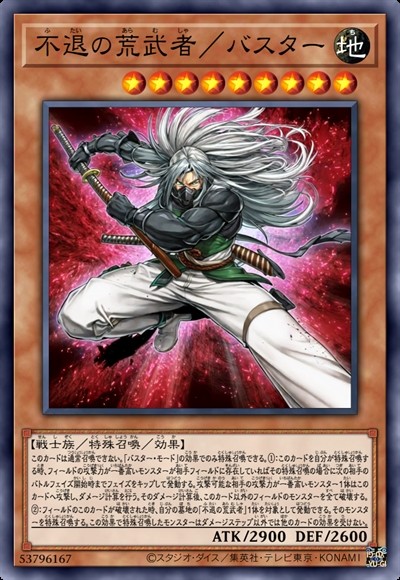 不退の荒武者／バスター
地
【戦士族／特殊召喚／効果】
このカードは通常召喚できない。「バスター・モード」の効果でのみ特殊召喚できる。①：このカードを自分が特殊召喚す
る時、フィールドの攻撃力が一番高いモンスターが相手フィールドに存在していればその特殊召喚の場合に次の相手の
バトルフェイズ開始時までスキップして発動する。攻撃可能な相手の攻撃力が一番高いモンスター1体はこの
カードへ攻撃し、ダメージ計算を行う。そのダメージ計算後、このカード以外のフィールドのモンスターを全て破壊する。
②：フィールドのこのカードが破壊された時、自分の墓地の「不退の荒武者」1体を対象として発動できる。そのモンスタ
ーを特殊召喚する。この効果で特殊召喚したモンスターはダメージステップ以外では他のカードの効果を受けない。
ATK/2900 DEF/2600
53796167
©スタジオ・ダイス／集英社・テレビ東京・KONAMI